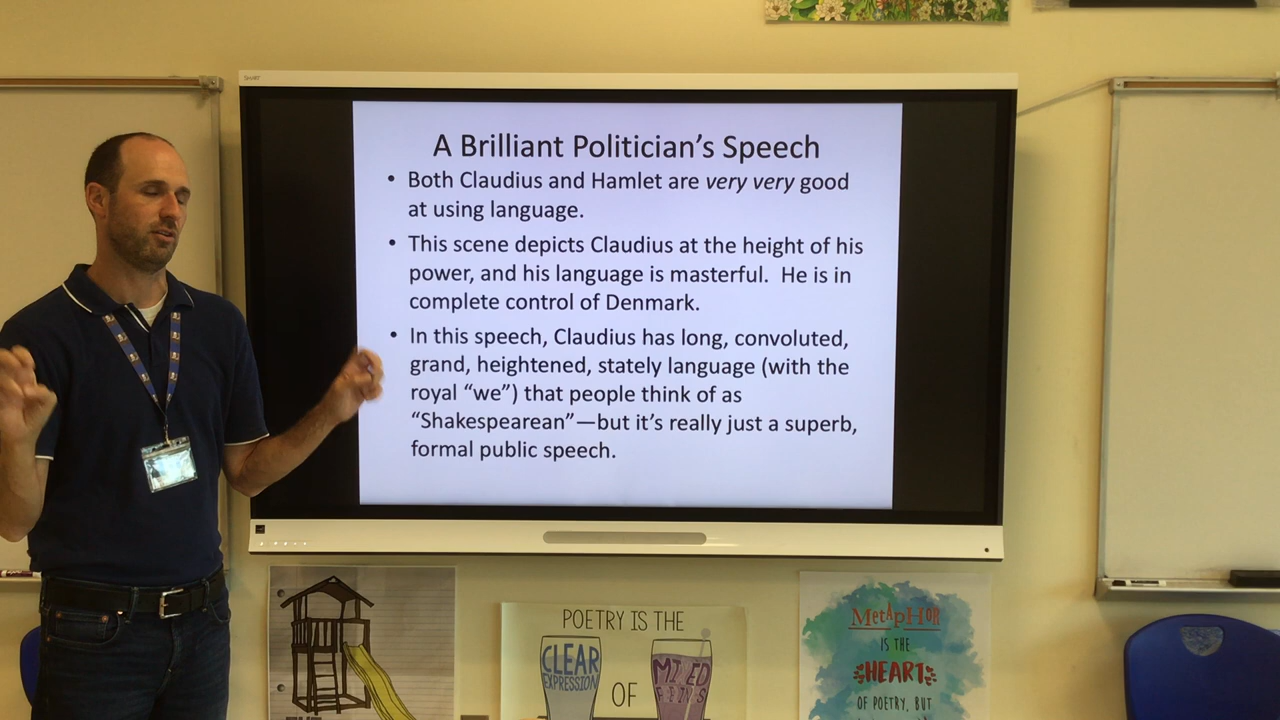 SMART
A Brilliant Politician's Speech
• Both Claudius and Hamlet are very very good
at using language.
• This scene depicts Claudius at the height of his
power, and his language is masterful.  He is in
complete control of Denmark.
• In this speech, Claudius has long, convoluted,
grand, heightened, stately language (with the
royal “we”) that people think of as
“Shakespearean”—but it’s really just a superb,
formal public speech.
POETRY IS THE
CLEAR
EXPRESSION
OF
MIXED
METAPHOR
IS THE
HEART
OF POETRY, BUT